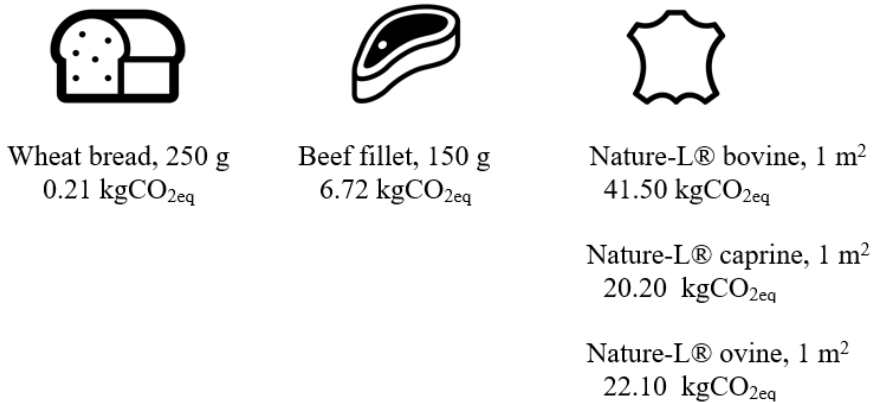 Wheat bread, 250 g
0.21 kgCO2eq
Beef fillet, 150 g
6.72 kgCO2eq
Nature-L® bovine, 1 m²
41.50 kgCO2eq
Nature-L® caprine, 1 m²
20.20 kgCO2eq
Nature-L® ovine, 1 m²
22.10 kgCO2eq